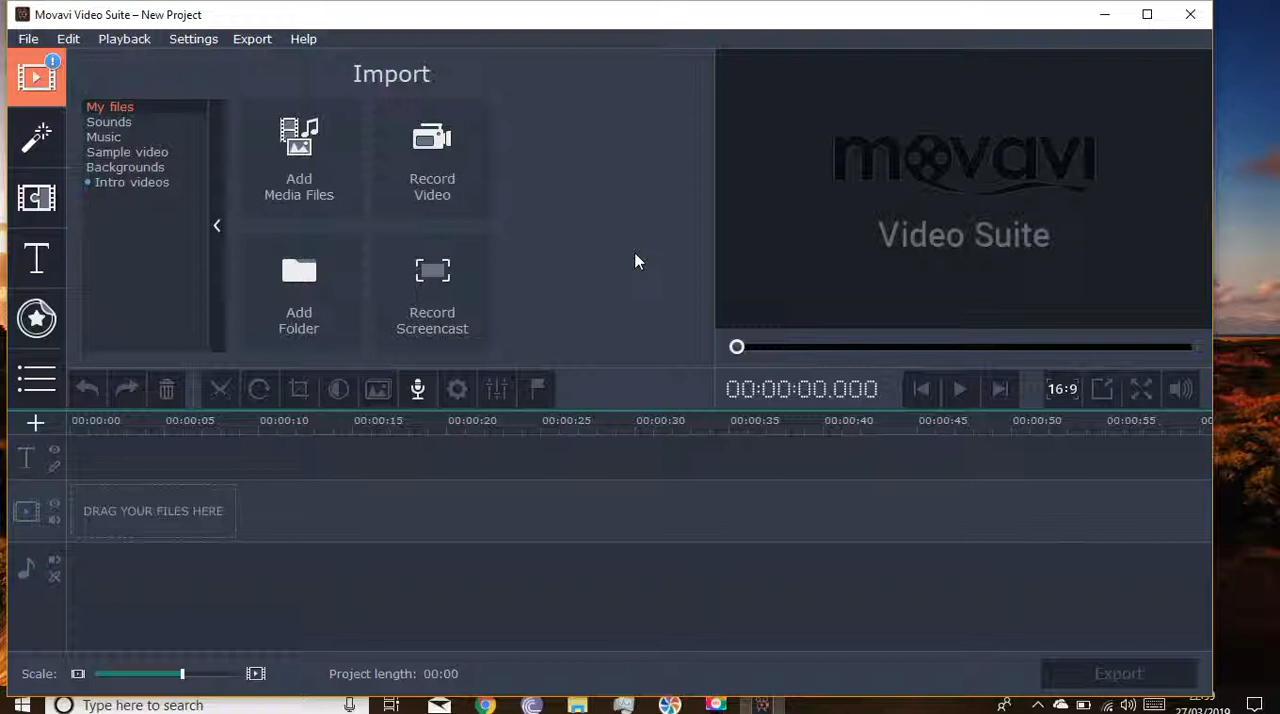 Movavi Video Suite – New Project
File Edit Playback Settings Export Help
Import
My files
Sounds
Music
Sample video
Backgrounds
Intro videos
Add
Media Files
Record
Video
Add
Folder
Record
Screencast
movavi
Video Suite
00:00:00.000
16:9
00:00:00 00:00:05 00:00:10 00:00:15 00:00:20 00:00:25 00:00:30 00:00:35 00:00:40 00:00:45 00:00:50 00:00:55 00
T
DRAG YOUR FILES HERE
Scale:
Project length: 00:00
Export
Type here to search
27/03/2019